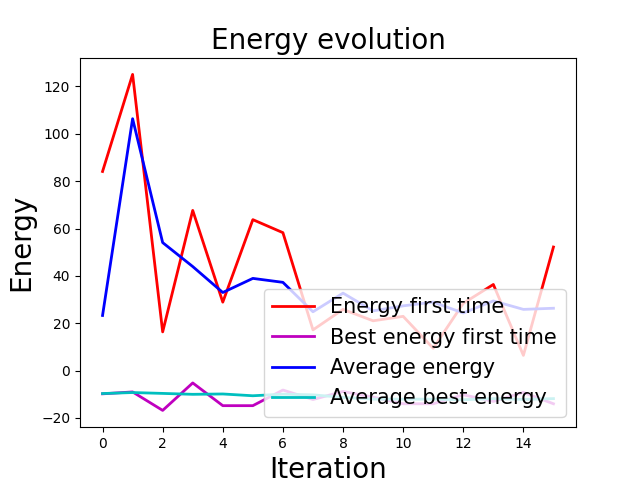 Energy evolution
120
100
80
60
40
20
0
−20
Energy
Energy first time
Best energy first time
Average energy
Average best energy
0 2 4 6 8 10 12 14
Iteration